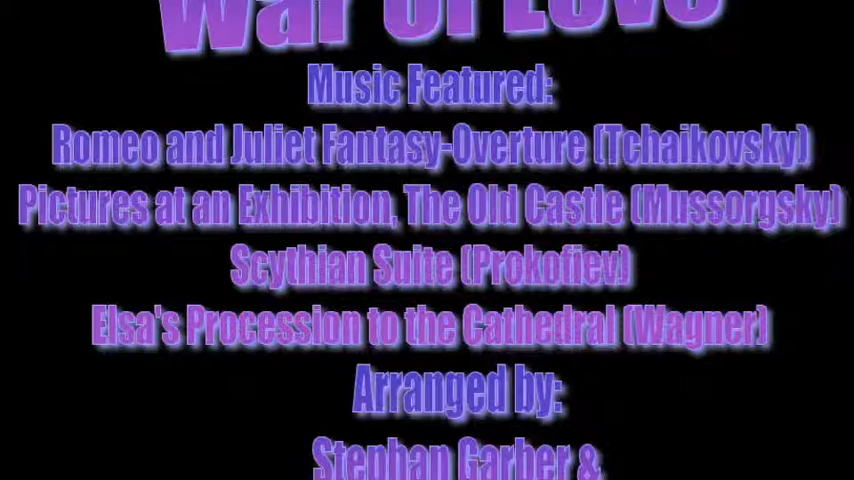 War of Love
Music Featured:
Romeo and Juliet Fantasy-Overture (Tchaikovsky)
Pictures at an Exhibition, The Old Castle (Mussorgsky)
Scythian Suite (Prokofiev)
Elsa's Procession to the Cathedral (Wagner)
Arranged by:
Stephan Garber &